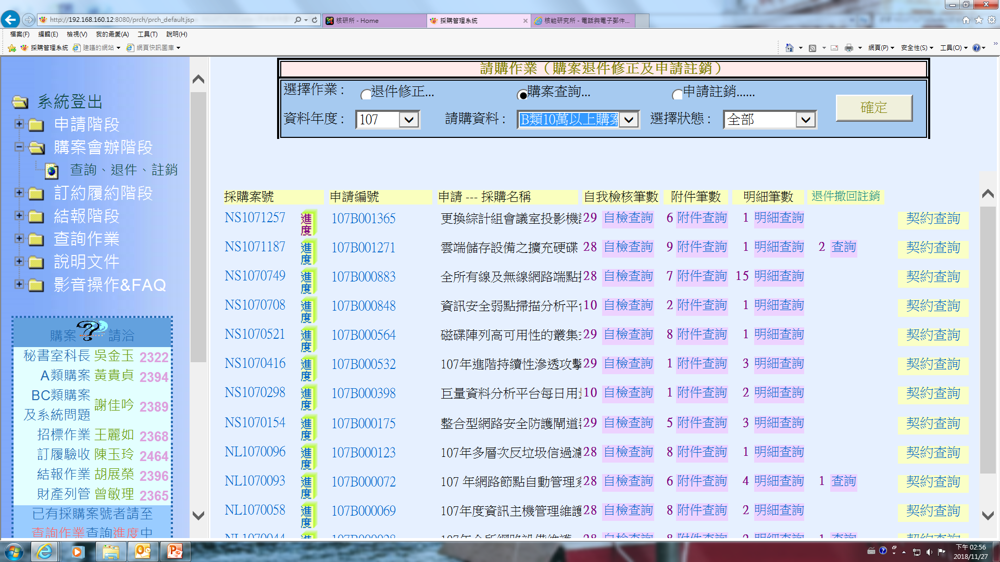 http://192.168.160.12:8080/prch/prch_default.jsp
核研所 - Home
採購管理系統
核能研究所 - 電話與電子郵件...
檔案(F) 編輯(E) 檢視(V) 我的最愛(A) 工具(T) 說明(H)
採購管理系統 建議的網站 網頁快訊圖庫
網頁(P) 安全性(S) 工具(O)
系統登出
申請階段
購案會辦階段
查詢、退件、註銷
訂約履約階段
結報階段
查詢作業
說明文件
影音操作&FAQ
購案 請洽
秘書室科長 吳金玉 2322
A類購案 黃貴貞 2394
BC類購案
及系統問題 謝佳吟 2389
招標作業 王麗如 2368
訂履驗收 陳玉玲 2464
結報作業 胡展榮 2396
財產列管 曾敏理 2365
已有採購案號者請至
查詢作業查詢進度中
請購作業（購案退件修正及申請註銷）
選擇作業： 退件修正... 購案查詢... 申請註銷......
資料年度： 107 請購資料： B類10萬以上購案 選擇狀態： 全部 確定
採購案號 申請編號 申請 --- 採購名稱 自我檢核筆數 附件筆數 明細筆數 退件撤回註銷
NS1071257 進度 107B001365 更換綜計組會議室投影機 29 自檢查詢 6 附件查詢 1 明細查詢 契約查詢
NS1071187 進度 107B001271 雲端儲存設備之擴充硬碟 28 自檢查詢 9 附件查詢 1 明細查詢 2 查詢 契約查詢
NS1070749 進度 107B000883 全所有線及無線網路端點 28 自檢查詢 7 附件查詢 15 明細查詢 契約查詢
NS1070708 進度 107B000848 資訊安全弱點掃描分析平台 10 自檢查詢 2 附件查詢 1 明細查詢 契約查詢
NS1070521 進度 107B000564 磁碟陣列高可用性的叢集 29 自檢查詢 8 附件查詢 1 明細查詢 契約查詢
NS1070416 進度 107B000532 107年進階持續性滲透攻擊 29 自檢查詢 1 附件查詢 3 明細查詢 契約查詢
NS1070298 進度 107B000398 巨量資料分析平台每日用 10 自檢查詢 1 附件查詢 2 明細查詢 契約查詢
NS1070154 進度 107B000175 整合型網路安全防護閘道 29 自檢查詢 5 附件查詢 3 明細查詢 契約查詢
NL1070096 進度 107B000123 107年多層次反垃圾信過濾 28 自檢查詢 8 附件查詢 1 明細查詢 契約查詢
NL1070093 進度 107B000072 107 年網路節點自動管理 28 自檢查詢 6 附件查詢 4 明細查詢 1 查詢 契約查詢
NL1070058 進度 107B000069 107年度資訊主機管理維護 28 自檢查詢 8 附件查詢 2 明細查詢 契約查詢
下午 02:56
2018/11/27